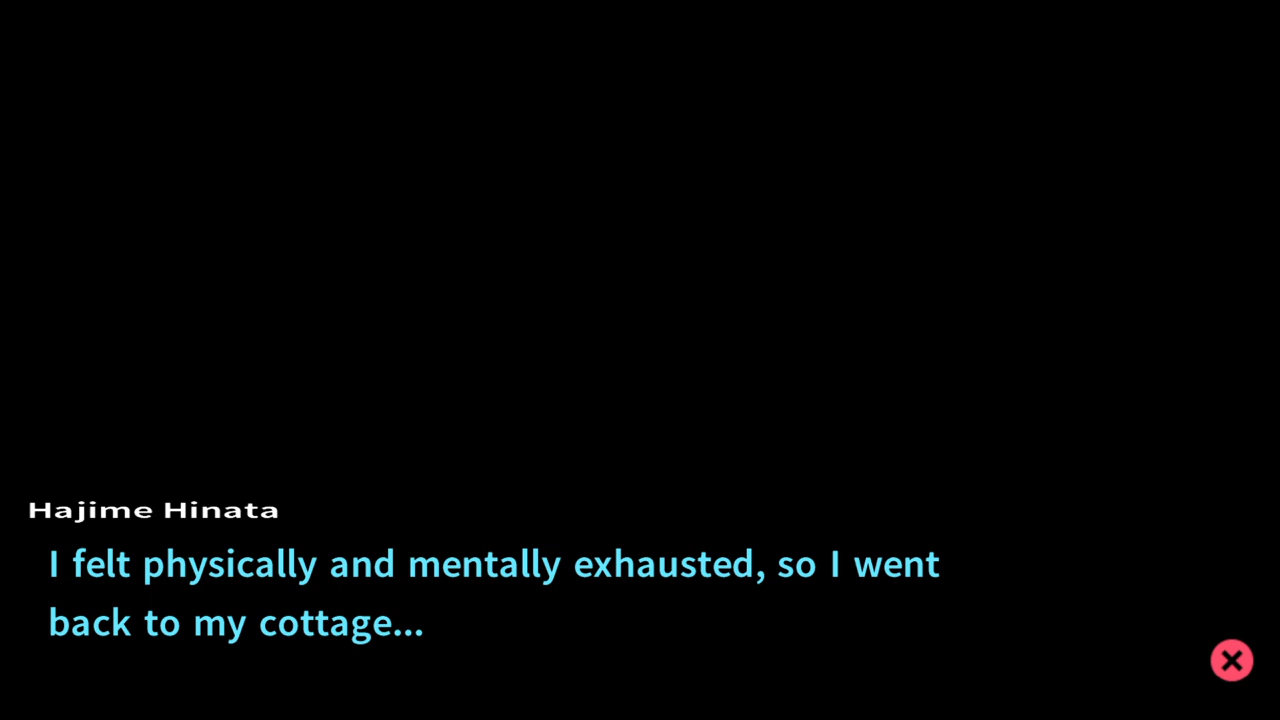 Hajime Hinata
I felt physically and mentally exhausted, so I went
back to my cottage...